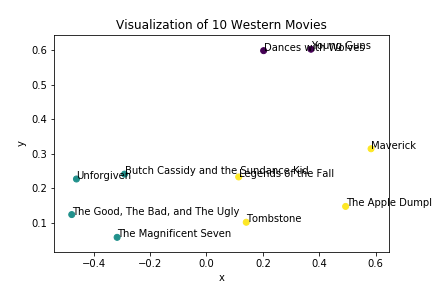 Visualization of 10 Western Movies
0.6
0.5
0.4
0.3
0.2
0.1
y
Dances with Wolves
Young Guns
Maverick
Butch Cassidy and the Sundance Kid
Unforgiven
Legends of the Fall
The Apple Dumpl
The Good, The Bad, and The Ugly
Tombstone
The Magnificent Seven
−0.4
−0.2
0.0
0.2
0.4
0.6
x